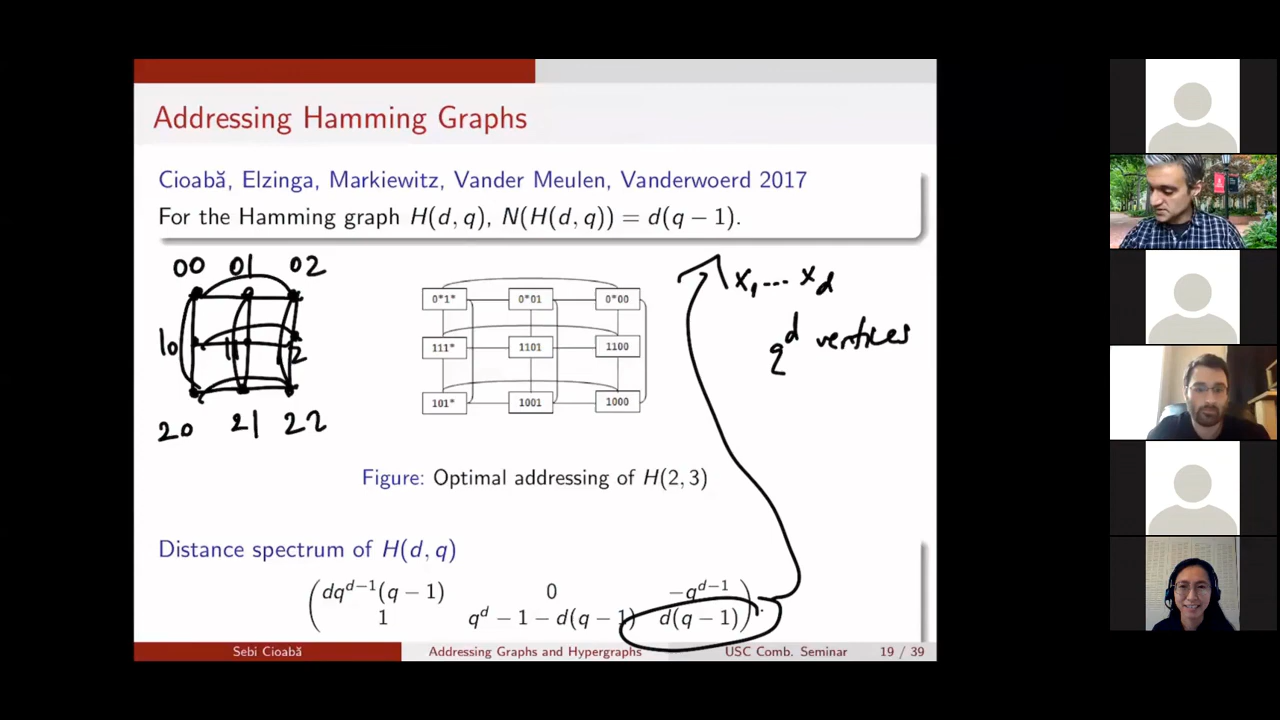 Addressing Hamming Graphs
Cioabă, Elzinga, Markiewitz, Vander Meulen, Vanderwoerd 2017
For the Hamming graph H(d, q), N(H(d, q)) = d(q − 1).
00 01 02
10 11 12
20 21 22
0*1* 0*01 0*00
111* 1101 1100
101* 1001 1000
x₁ ... x_d
q^d vertices
Figure: Optimal addressing of H(2, 3)
Distance spectrum of H(d, q)
dq^{d−1}(q − 1) 0 −q^{d−1}
1 q^d − 1 − d(q − 1) d(q − 1)
Sebi Cioabă Addressing Graphs and Hypergraphs USC Comb. Seminar 19 / 39